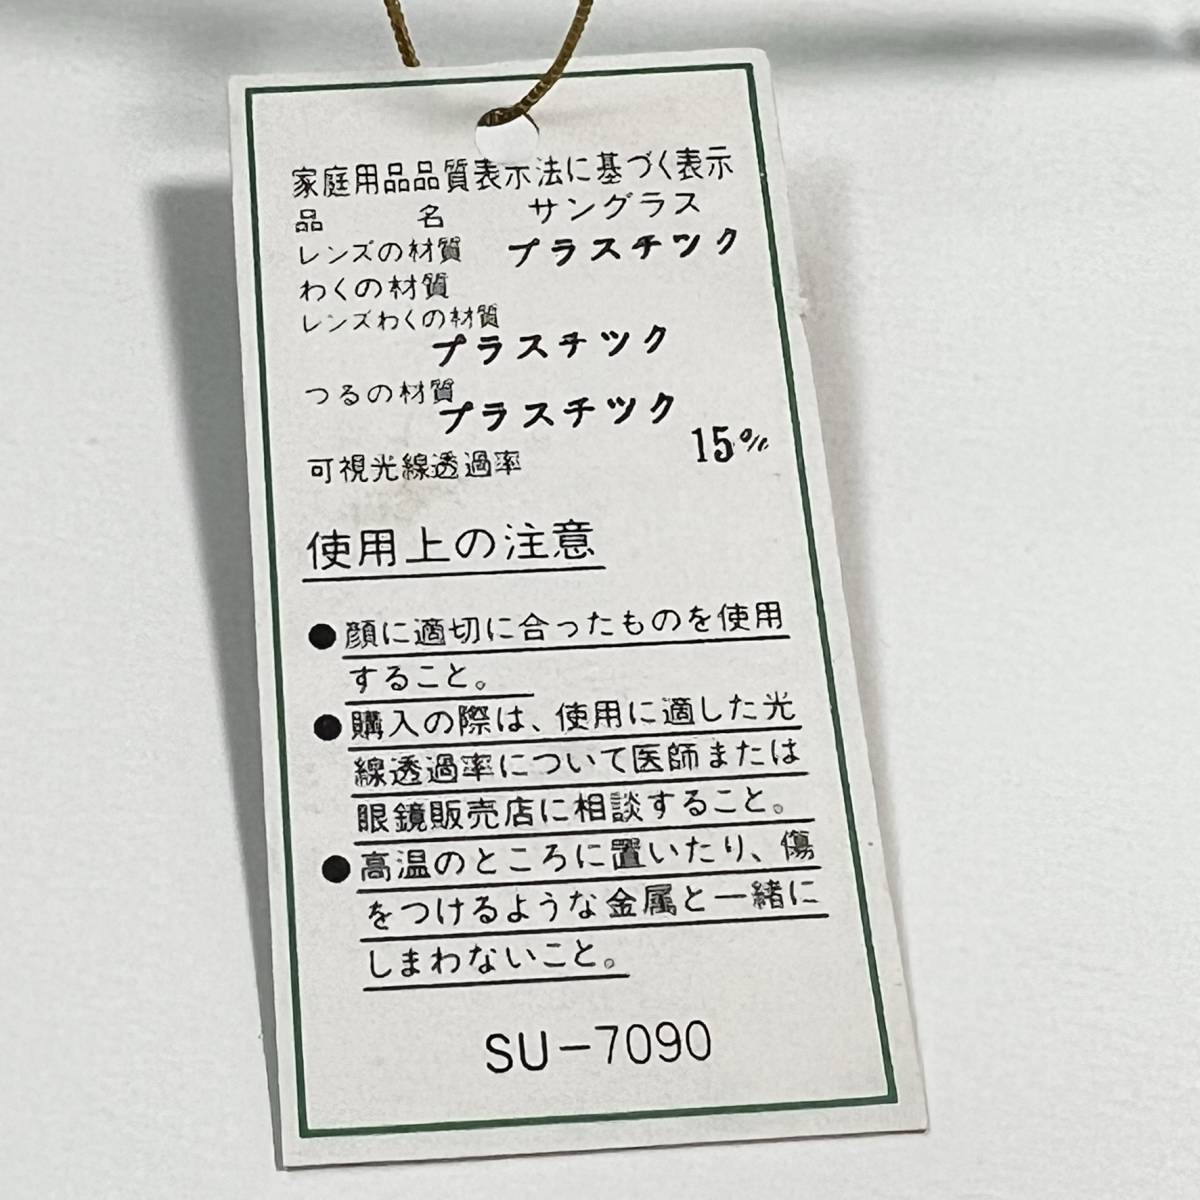 家庭用品品質表示法に基づく表示
品 名 サングラス
レンズの材質 プラスチック
わくの材質
レンズわくの材質
プラスチック
つるの材質
プラスチック
可視光線透過率 15%
使用上の注意
●顔に適切に合ったものを使用
すること。
●購入の際は、使用に適した光
線透過率について医師または
眼鏡販売店に相談すること。
●高温のところに置いたり、傷
をつけるような金属と一緒に
しまわないこと。
SU-7090